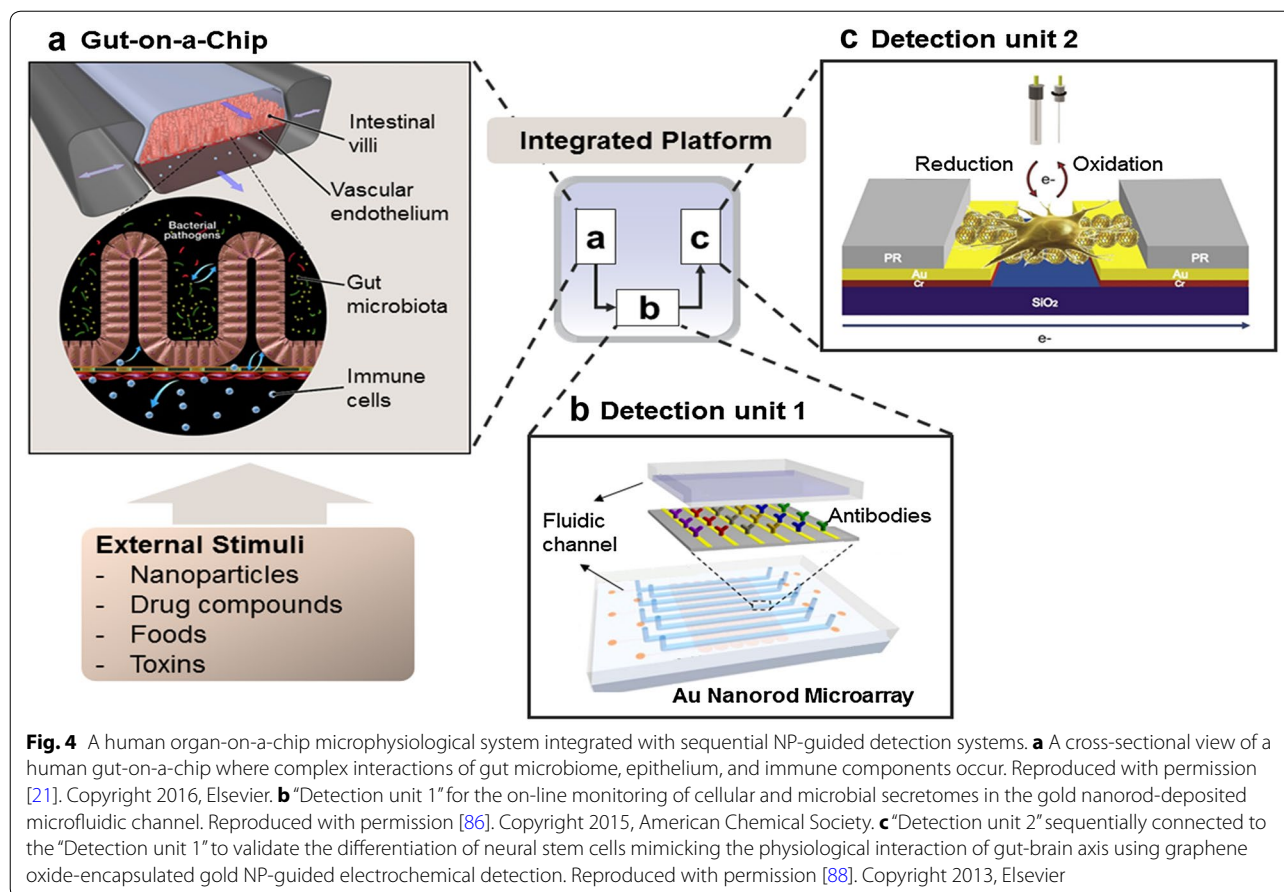 a Gut-on-a-Chip
Intestinal
villi
Vascular
endothelium
Bacterial
pathogens
Gut
microbiota
Immune
cells
External Stimuli
- Nanoparticles
- Drug compounds
- Foods
- Toxins
Integrated Platform
a
c
b
c Detection unit 2
Reduction
Oxidation
e-
PR
PR
Au
Au
Cr
Cr
SiO₂
e-
b Detection unit 1
Fluidic
channel
Antibodies
Au Nanorod Microarray
Fig. 4 A human organ-on-a-chip microphysiological system integrated with sequential NP-guided detection systems. a A cross-sectional view of a
human gut-on-a-chip where complex interactions of gut microbiome, epithelium, and immune components occur. Reproduced with permission
[21]. Copyright 2016, Elsevier. b “Detection unit 1” for the on-line monitoring of cellular and microbial secretomes in the gold nanorod-deposited
microfluidic channel. Reproduced with permission [86]. Copyright 2015, American Chemical Society. c “Detection unit 2” sequentially connected to
the “Detection unit 1” to validate the differentiation of neural stem cells mimicking the physiological interaction of gut-brain axis using graphene
oxide-encapsulated gold NP-guided electrochemical detection. Reproduced with permission [88]. Copyright 2013, Elsevier